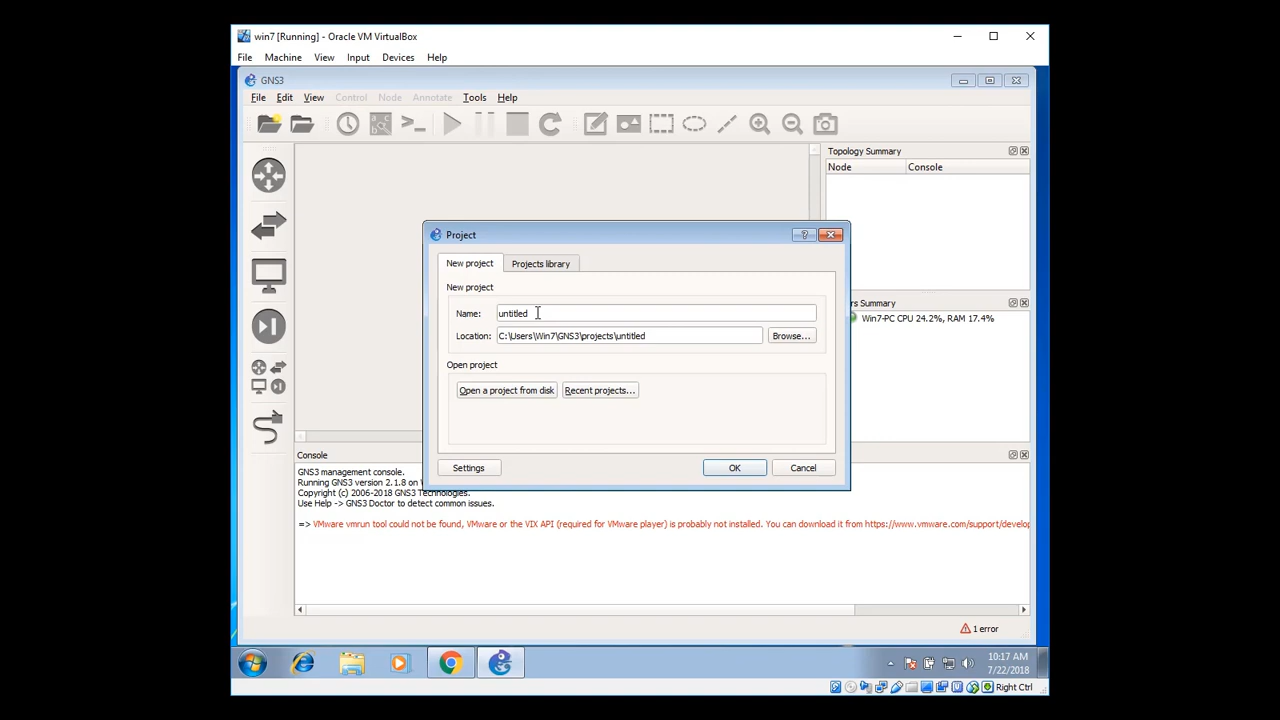 win7 [Running] - Oracle VM VirtualBox
File Machine View Input Devices Help
GNS3
File Edit View Control Node Annotate Tools Help
Topology Summary
Node Console
Project
New project Projects library
New project
Name: untitled
Location: C:\Users\Win7\GNS3\projects\untitled Browse...
Open project
Open a project from disk Recent projects...
Settings OK Cancel
rs Summary
Win7-PC CPU 24.2%, RAM 17.4%
Console
GNS3 management console.
Running GNS3 version 2.1.8 on
Copyright (c) 2006-2018 GNS3 Technologies.
Use Help -> GNS3 Doctor to detect common issues.
=> VMware vmrun tool could not be found, VMware or the VIX API (required for VMware player) is probably not installed. You can download it from https://www.vmware.com/support/develop
1 error
10:17 AM
7/22/2018
Right Ctrl